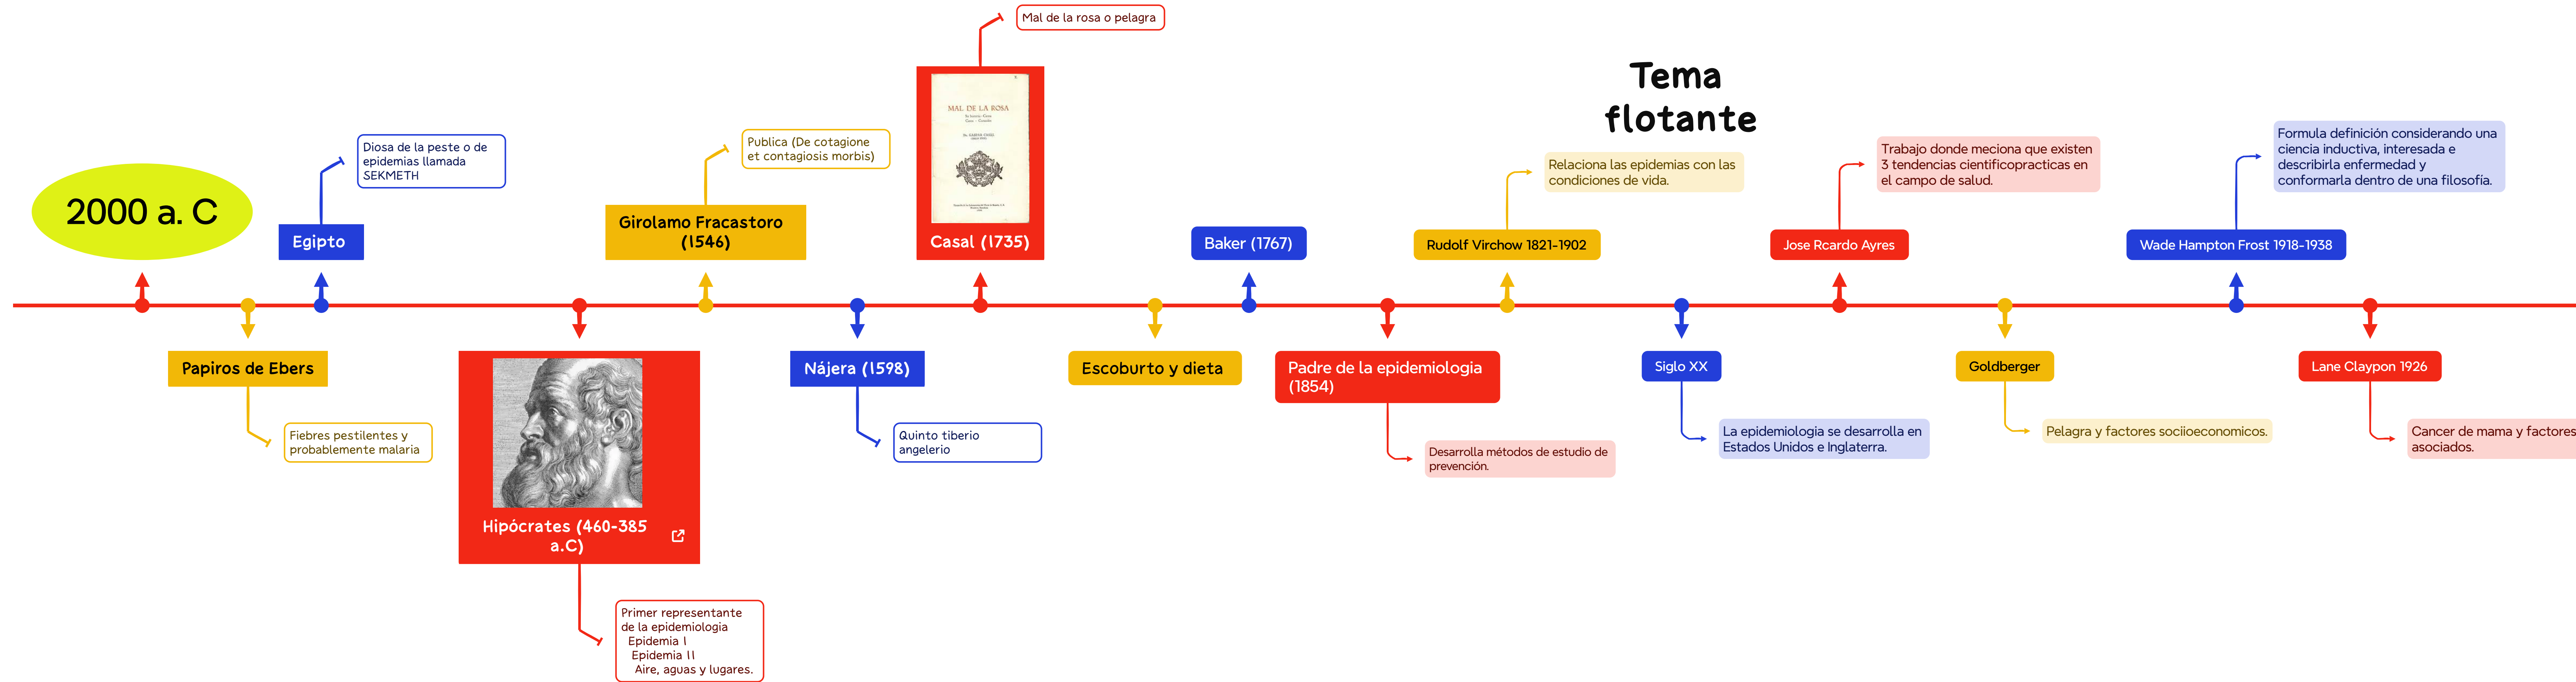 2000 a. C
Papiros de Ebers
Fiebres pestilentes y
probablemente malaria
Egipto
Diosa de la peste o de
epidemias llamada
SEKMETH
Hipócrates (460-385
a.C)
Primer representante
de la epidemiologia
Epidemia I
Epidemia II
Aire, aguas y lugares.
Girolamo Fracastoro
(1546)
Publica (De cotagione
et contagiosis morbis)
Nájera (1598)
Quinto tiberio
angelerio
MAL DE LA ROSA
Casal (1735)
Mal de la rosa o pelagra
Escoburto y dieta
Baker (1767)
Padre de la epidemiologia
(1854)
Desarrolla métodos de estudio de
prevención.
Rudolf Virchow 1821-1902
Relaciona las epidemias con las
condiciones de vida.
Tema
flotante
Siglo XX
La epidemiologia se desarrolla en
Estados Unidos e Inglaterra.
Jose Rcardo Ayres
Trabajo donde meciona que existen
3 tendencias cientificopracticas en
el campo de salud.
Goldberger
Pelagra y factores sociioeconomicos.
Wade Hampton Frost 1918-1938
Formula definición considerando una
ciencia inductiva, interesada e
describirla enfermedad y
conformarla dentro de una filosofía.
Lane Claypon 1926
Cancer de mama y factores
asociados.